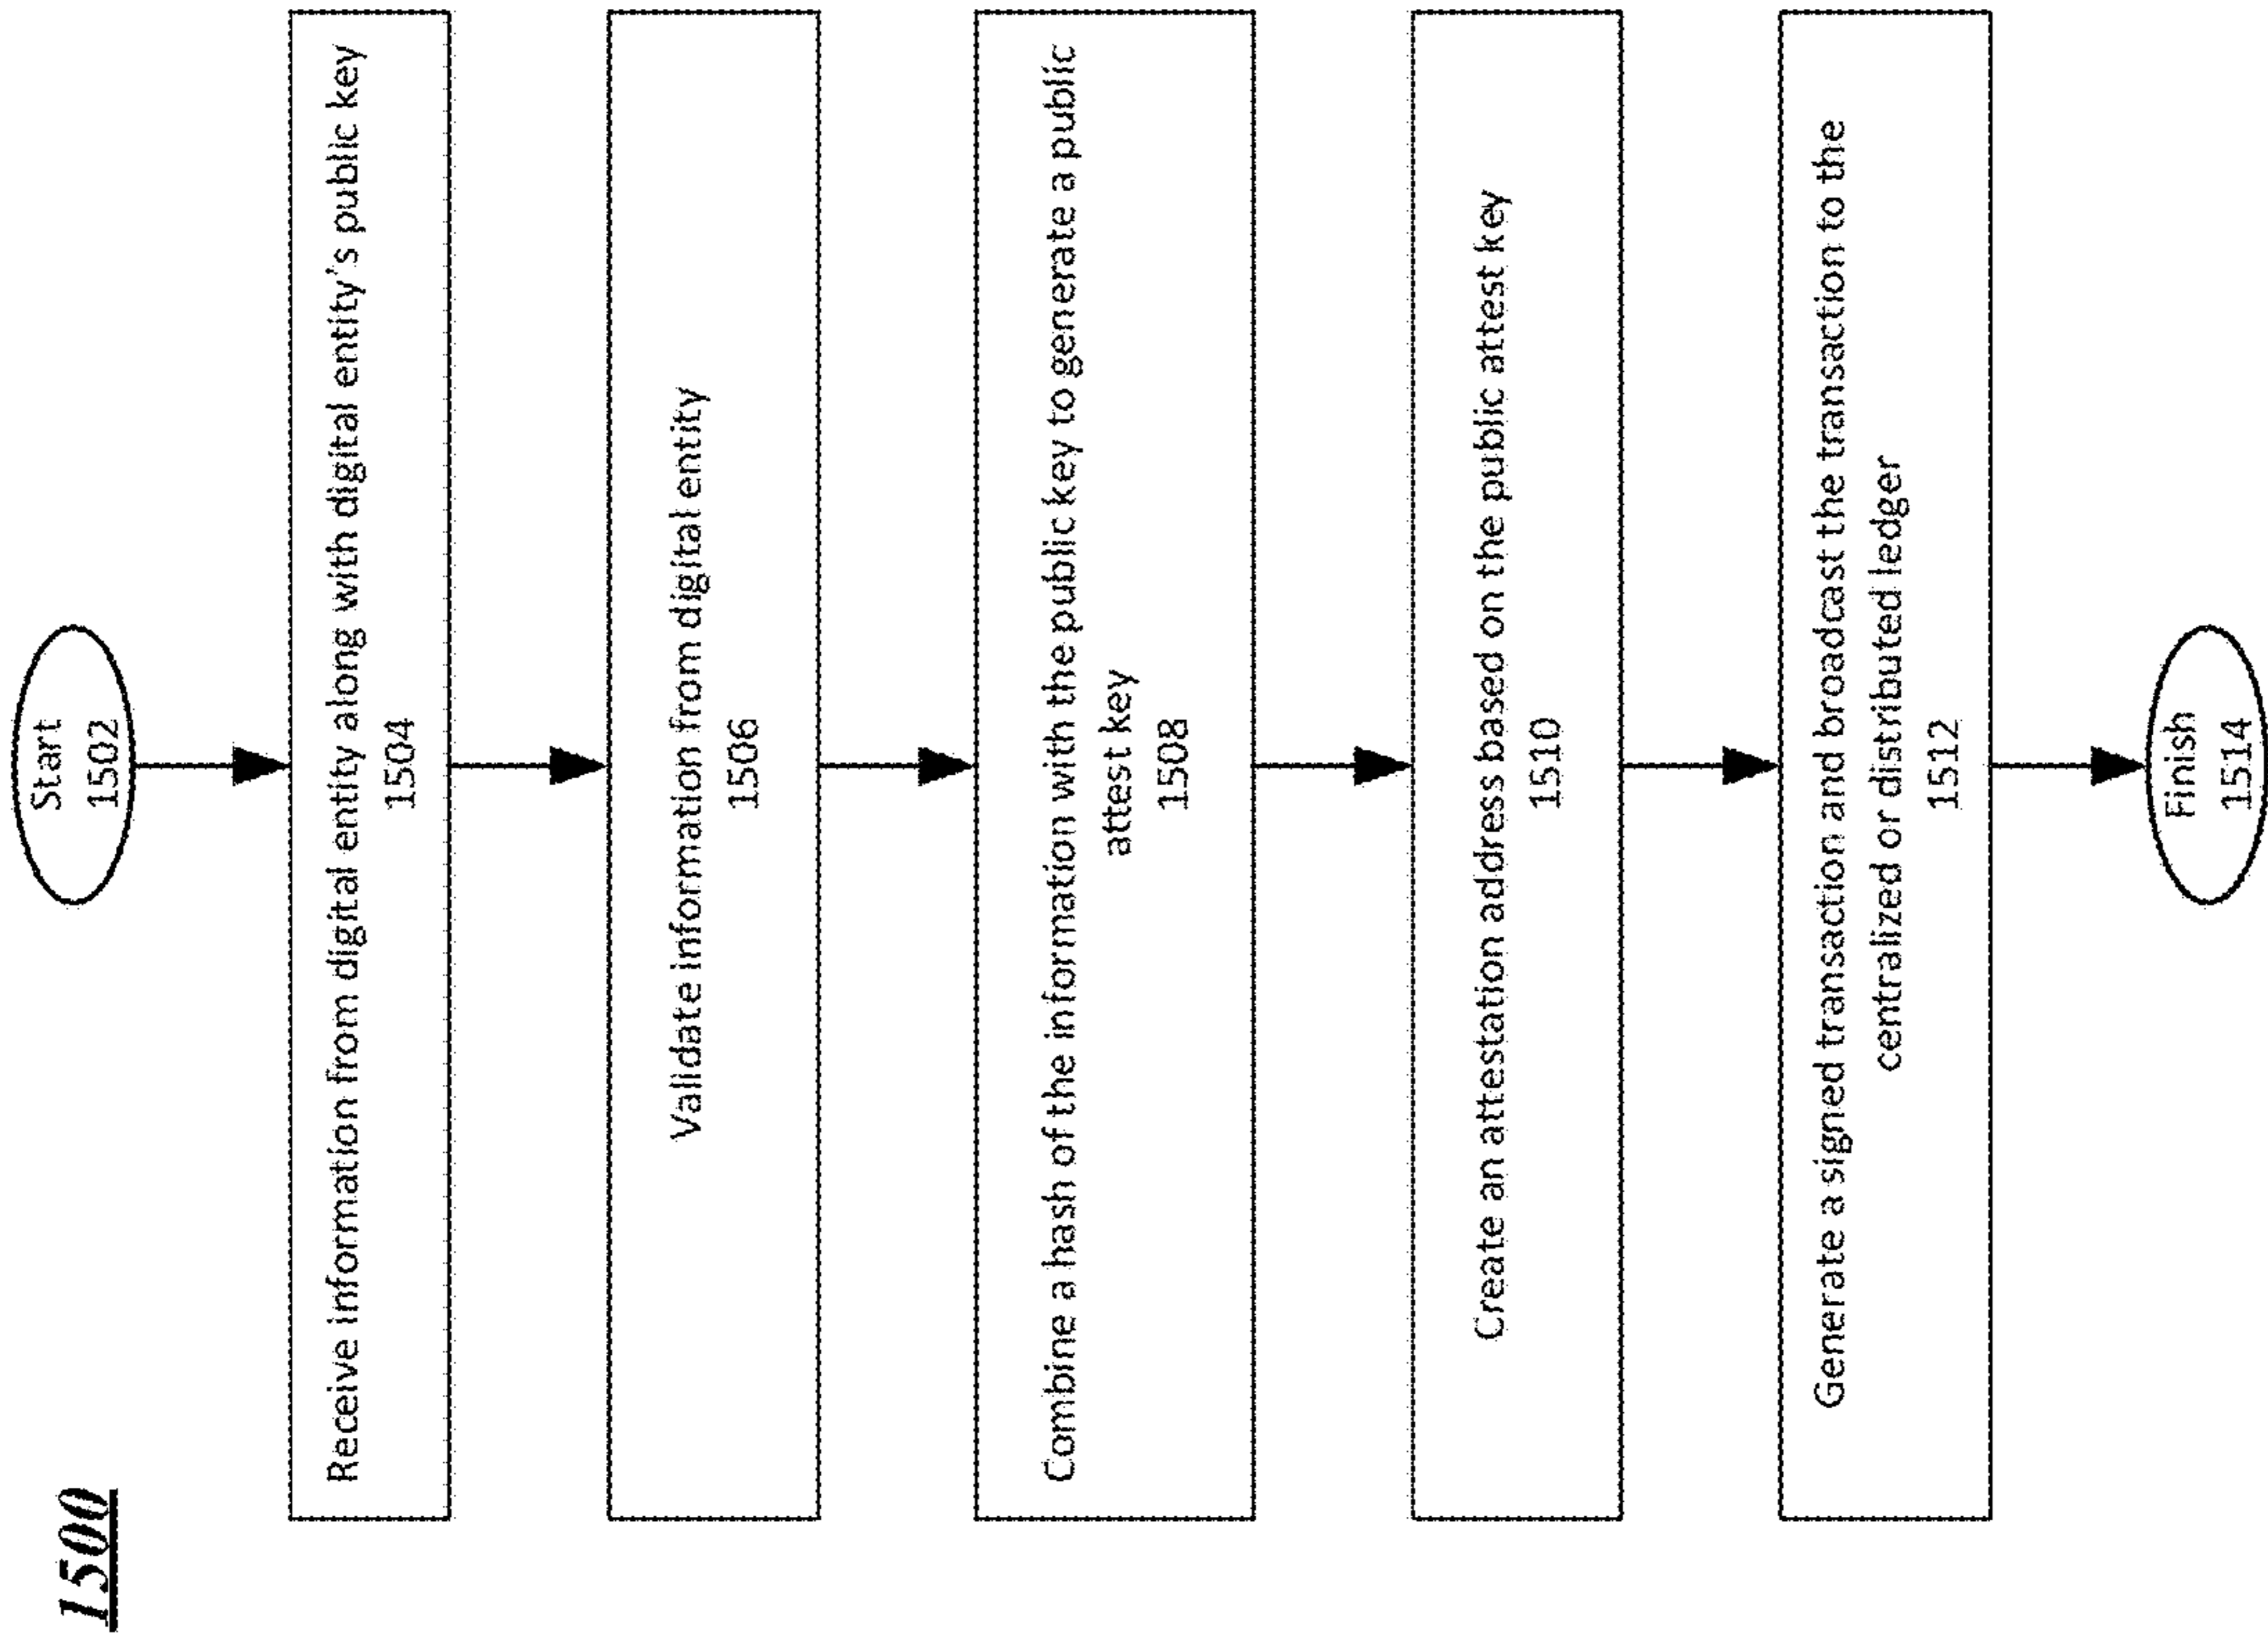 1500
Start
1502
Receive information from digital entity along with digital entity's public key
1504
Validate information from digital entity
1506
Combine a hash of the information with the public key to generate a public
attest key
1508
Create an attestation address based on the public attest key
1510
Generate a signed transaction and broadcast the transaction to the
centralized or distributed ledger
1512
Finish
1514